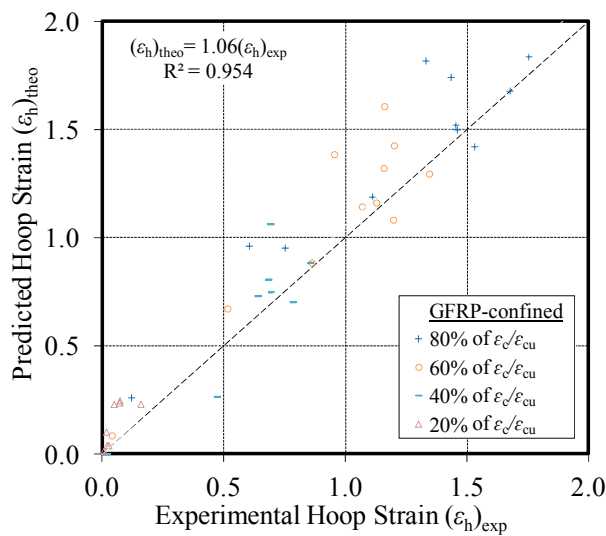 (εh)theo= 1.06(εh)exp
R² = 0.954
Predicted Hoop Strain (εh)theo
2.0
1.5
1.0
0.5
0.0
GFRP-confined
80% of εc/εcu
60% of εc/εcu
40% of εc/εcu
20% of εc/εcu
0.0 0.5 1.0 1.5 2.0
Experimental Hoop Strain (εh)exp